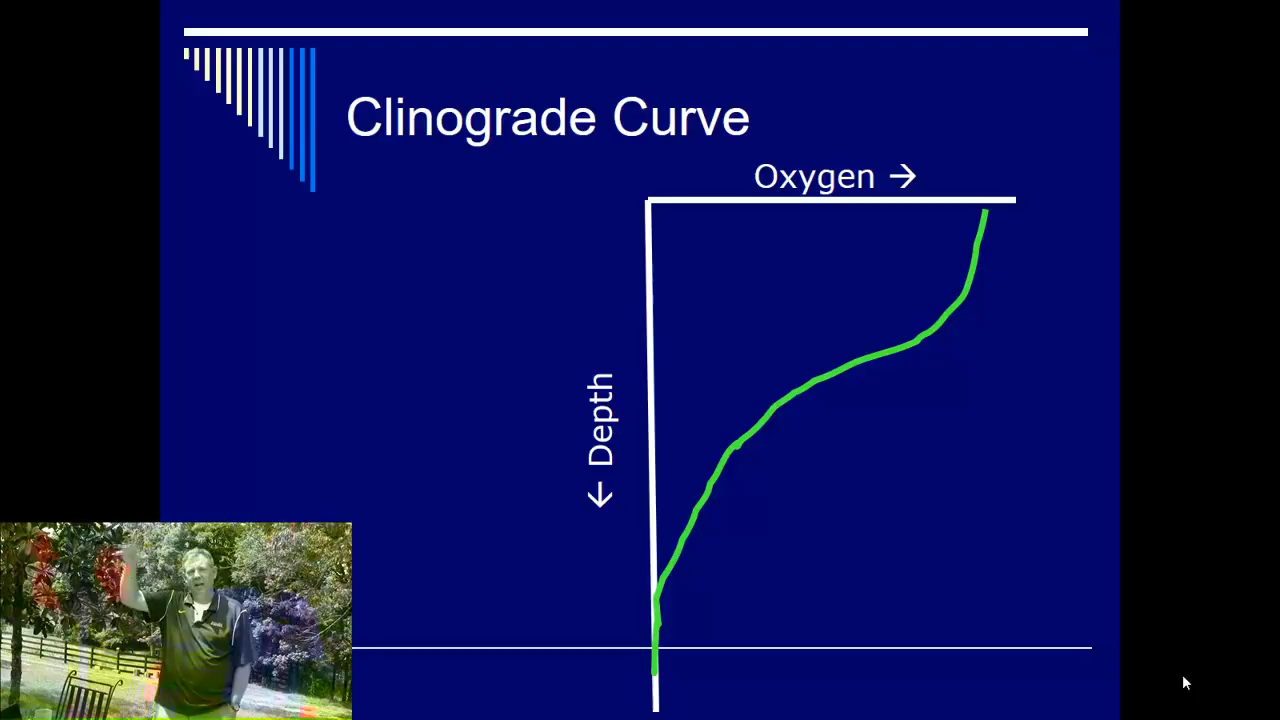 Clinograde Curve
Oxygen →
← Depth